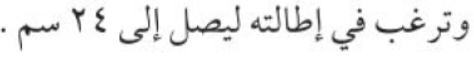 وترغب في إطالته ليصل إلى ٢٤ سم .